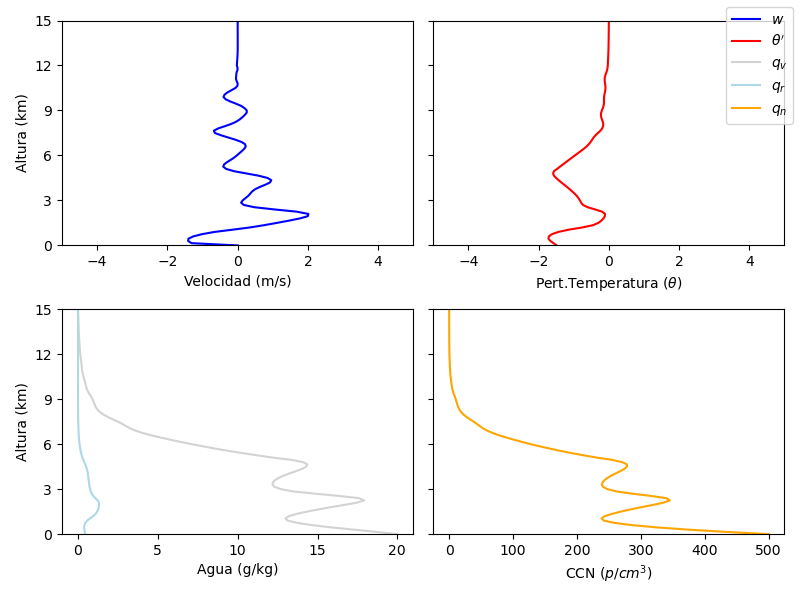 15
12
9
6
3
0
Altura (km)
−4 −2 0 2 4
Velocidad (m/s)
−4 −2 0 2 4
Pert.Temperatura (θ)
w
θ′
q_v
q_r
q_n
15
12
9
6
3
0
Altura (km)
0 5 10 15 20
Agua (g/kg)
0 100 200 300 400 500
CCN (p/cm³)